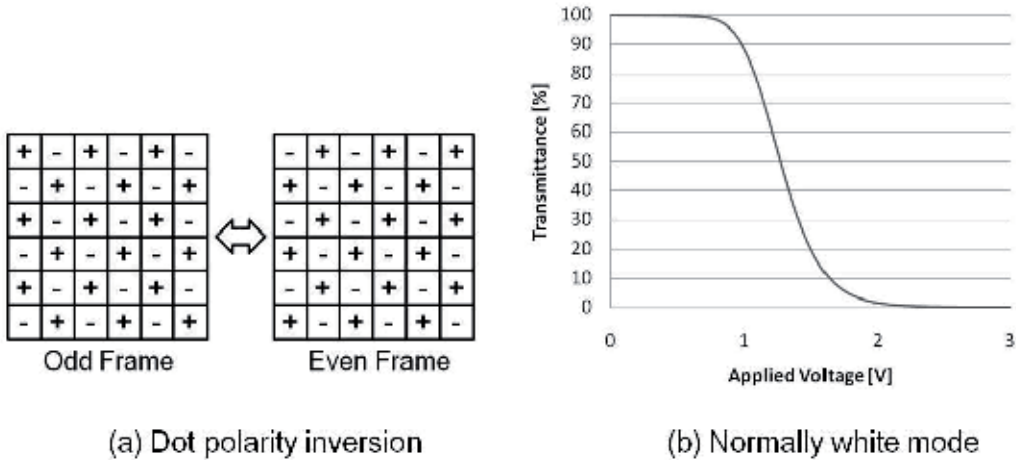 + - + - + -
- + - + - +
+ - + - + -
- + - + - +
+ - + - + -
- + - + - +
Odd Frame
- + - + - +
+ - + - + -
- + - + - +
+ - + - + -
- + - + - +
+ - + - + -
Even Frame
(a) Dot polarity inversion
Transmittance [%]
100
90
80
70
60
50
40
30
20
10
0
0 1 2 3
Applied Voltage [V]
(b) Normally white mode